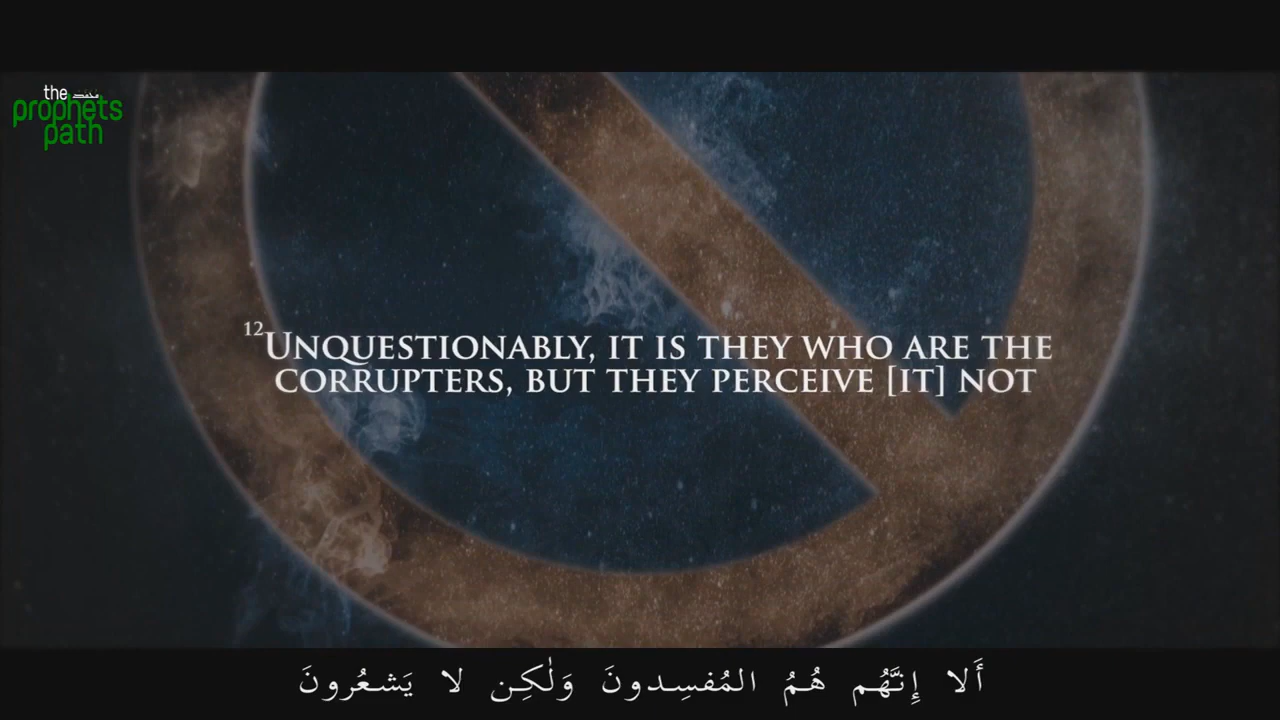 the محمد
prophets
path
12UNQUESTIONABLY, IT IS THEY WHO ARE THE
CORRUPTERS, BUT THEY PERCEIVE [IT] NOT
أَلا إِنَّهُم هُمُ المُفسِدونَ وَلٰكِن لا يَشعُرونَ